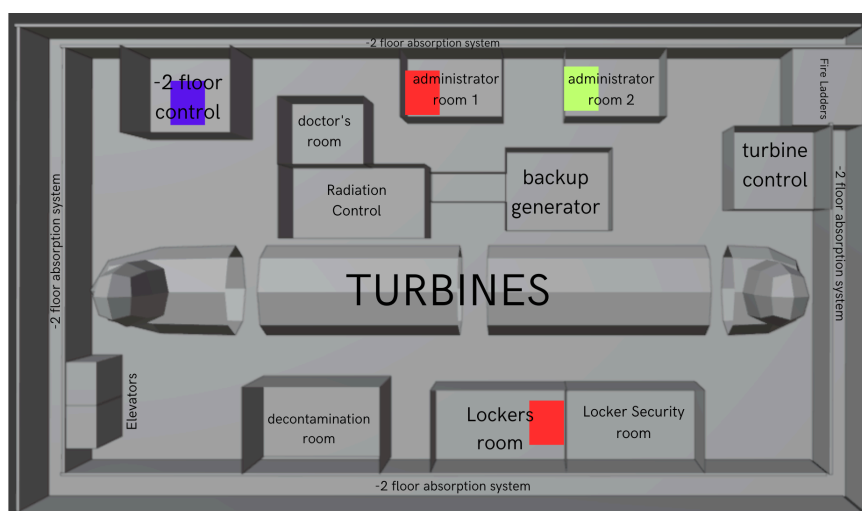 -2 floor absorption system
-2 floor
control
administrator
room 1
administrator
room 2
Fire Ladders
doctor's
room
turbine
control
Radiation
Control
backup
generator
-2 floor absorption system
-2 floor absorption system
TURBINES
Elevators
decontamination
room
Lockers
room
Locker Security
room
-2 floor absorption system